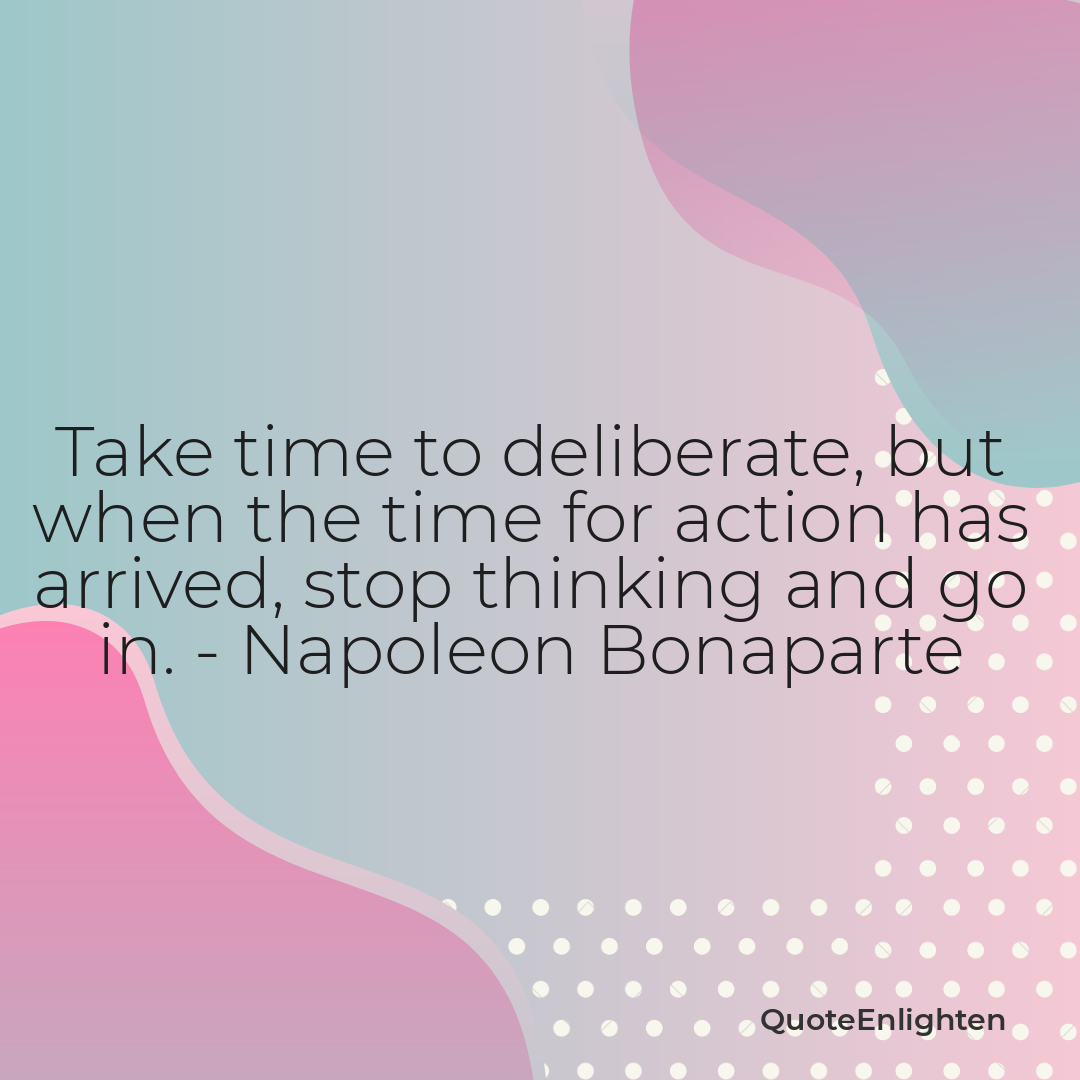 Take time to deliberate, but
when the time for action has
arrived, stop thinking and go
in. - Napoleon Bonaparte
QuoteEnlighten